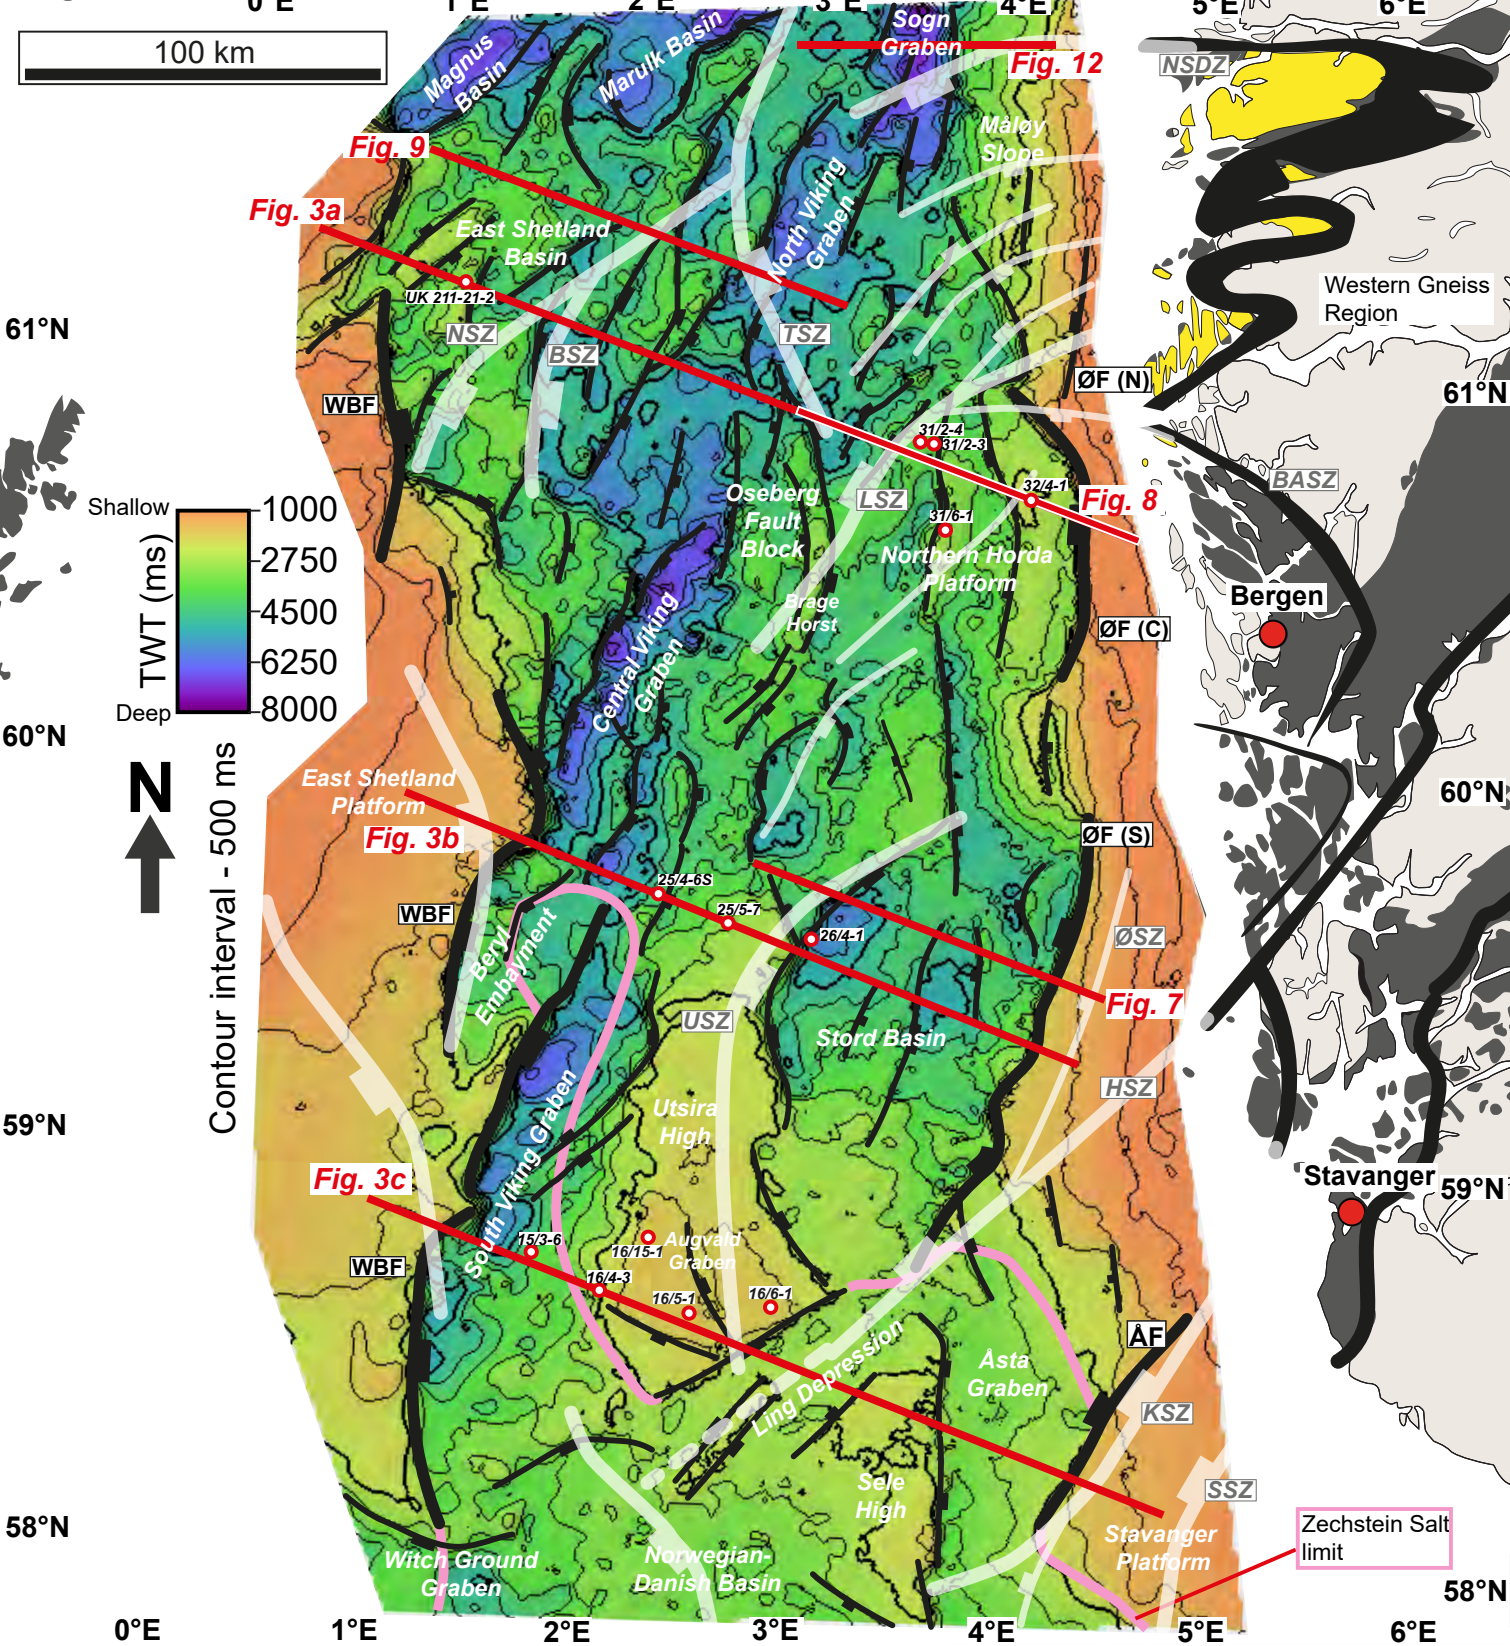 0°E
1°E
2°E
3°E
4°E
5°E
6°E
100 km
Magnus
Basin
Marulk Basin
Sogn
Graben
Fig. 12
NSDZ
Måløy
Slope
Fig. 9
Fig. 3a
East Shetland
Basin
North Viking
Graben
UK 211-21-2
NSZ
BSZ
TSZ
Western Gneiss
Region
61°N
61°N
WBF
ØF (N)
31/2-4
31/2-3
BASZ
Shallow
1000
2750
4500
6250
8000
Deep
TWT (ms)
Contour interval - 500 ms
Oseberg
Fault
Block
LSZ
32/4-1
Fig. 8
31/6-1
Northern Horda
Platform
Brage
Horst
Bergen
ØF (C)
Central Viking
Graben
60°N
60°N
N
East Shetland
Platform
Fig. 3b
ØF (S)
25/4-6S
25/5-7
26/4-1
WBF
Beryl
Embayment
ØSZ
Fig. 7
USZ
Stord Basin
HSZ
Utsira
High
59°N
59°N
South Viking Graben
Fig. 3c
Stavanger
15/3-6
16/15-1
Augvald
Graben
WBF
16/4-3
16/5-1
16/6-1
ÅF
Ling Depression
Åsta
Graben
KSZ
Sele
High
SSZ
58°N
58°N
Zechstein Salt
limit
Stavanger
Platform
Witch Ground
Graben
Norwegian-
Danish Basin
0°E
1°E
2°E
3°E
4°E
5°E
6°E